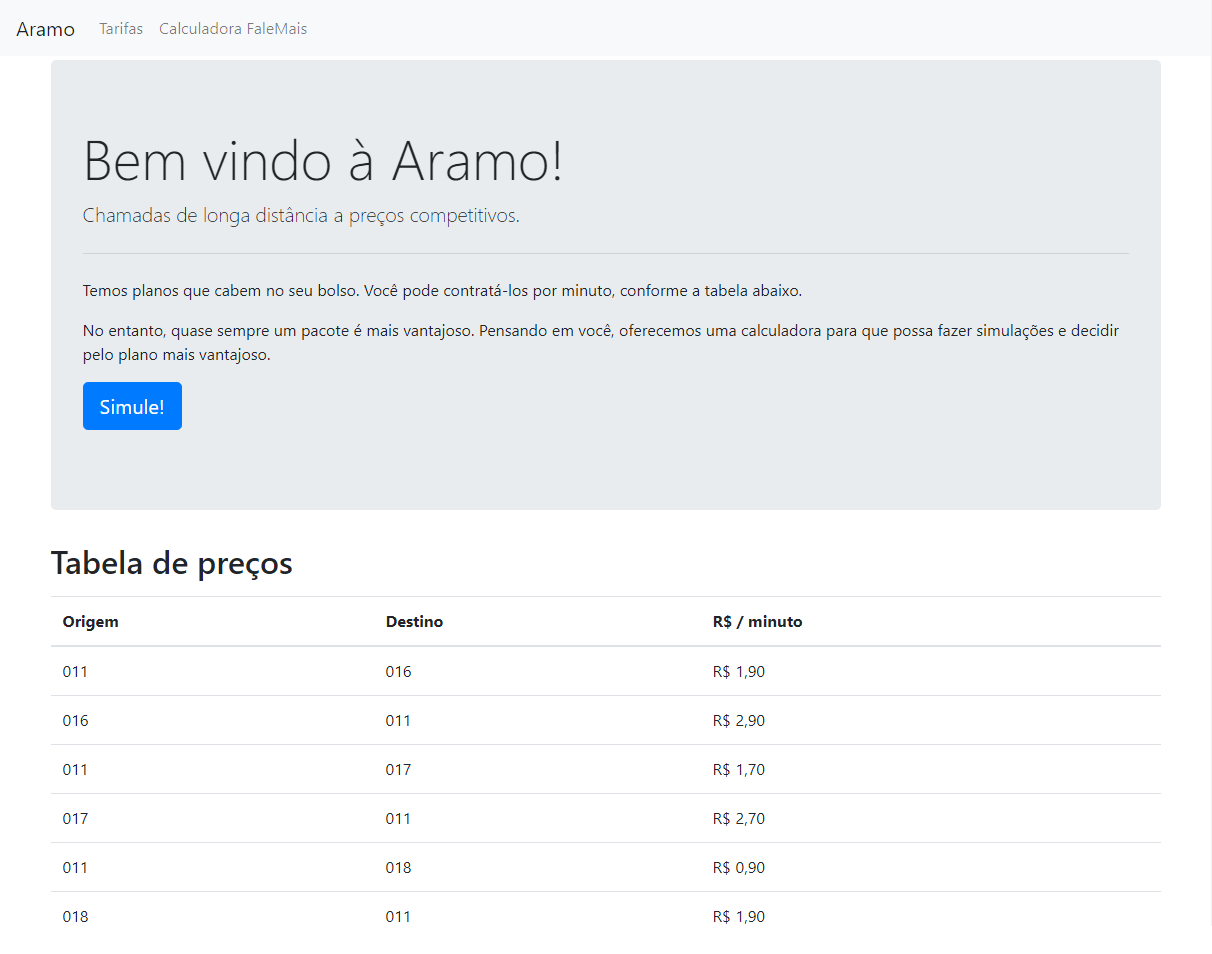 Aramo Tarifas Calculadora FaleMais
Bem vindo à Aramo!
Chamadas de longa distância a preços competitivos.
Temos planos que cabem no seu bolso. Você pode contratá-los por minuto, conforme a tabela abaixo.
No entanto, quase sempre um pacote é mais vantajoso. Pensando em você, oferecemos uma calculadora para que possa fazer simulações e decidir
pelo plano mais vantajoso.
Simule!
Tabela de preços
Origem Destino R$ / minuto
011 016 R$ 1,90
016 011 R$ 2,90
011 017 R$ 1,70
017 011 R$ 2,70
011 018 R$ 0,90
018 011 R$ 1,90